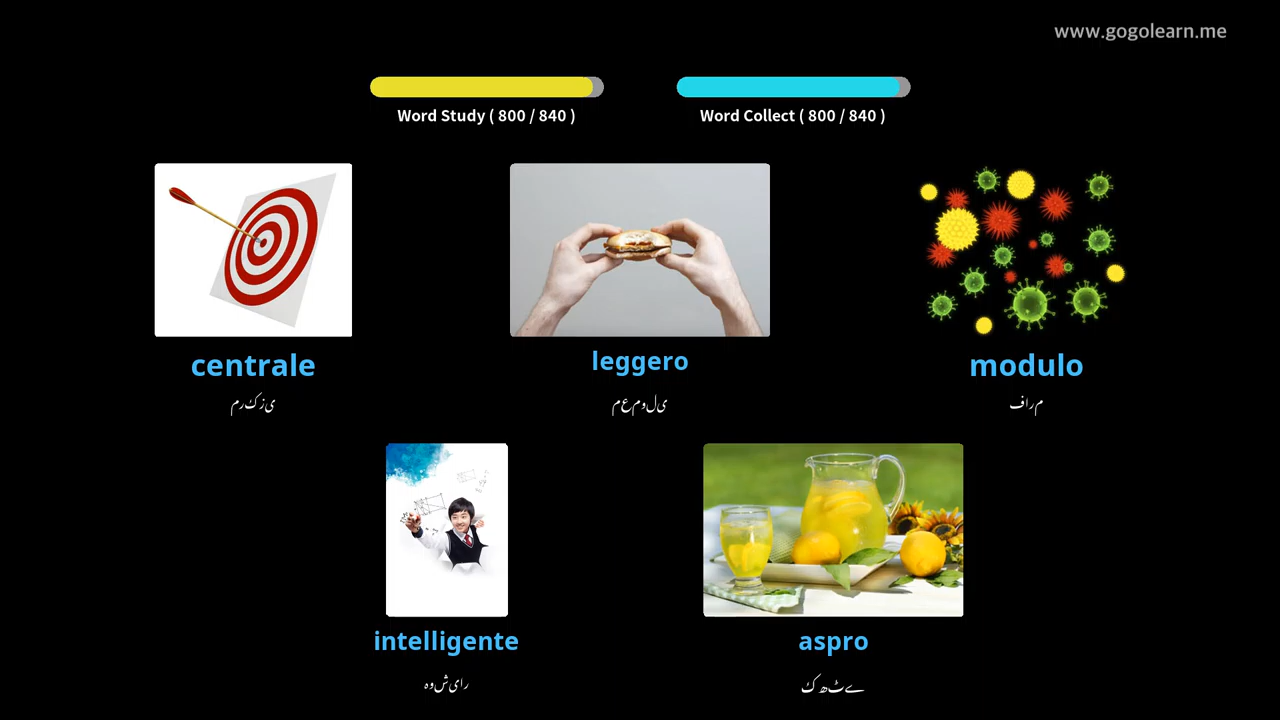 www.gogolearn.me
Word Study ( 800 / 840 )
Word Collect ( 800 / 840 )
centrale
leggero
modulo
مرکزی
معمولی
فارم
intelligente
aspro
ہوشیار
کھٹے